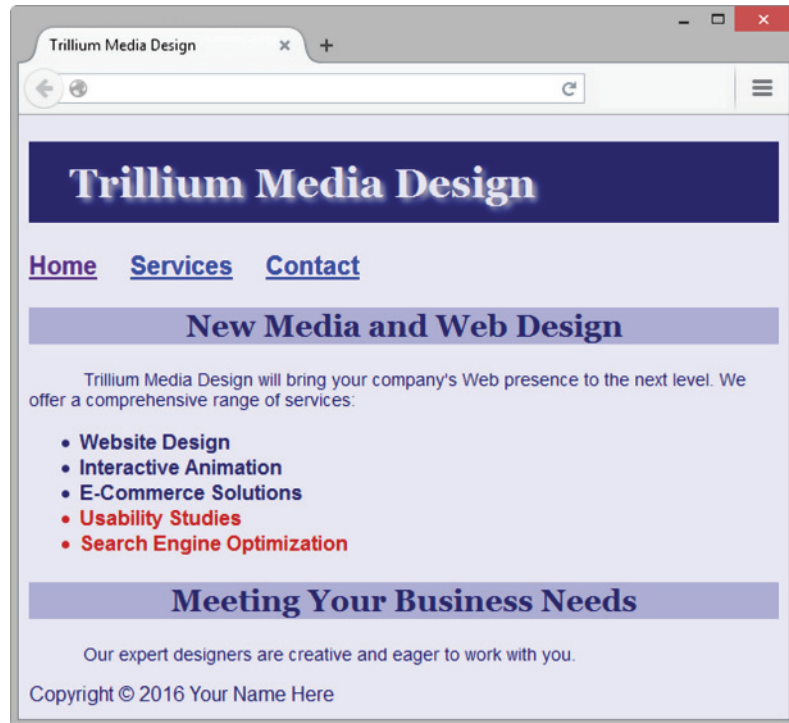 Trillium Media Design
Trillium Media Design
Home Services Contact
New Media and Web Design
Trillium Media Design will bring your company's Web presence to the next level. We
offer a comprehensive range of services:
• Website Design
• Interactive Animation
• E-Commerce Solutions
• Usability Studies
• Search Engine Optimization
Meeting Your Business Needs
Our expert designers are creative and eager to work with you.
Copyright © 2016 Your Name Here